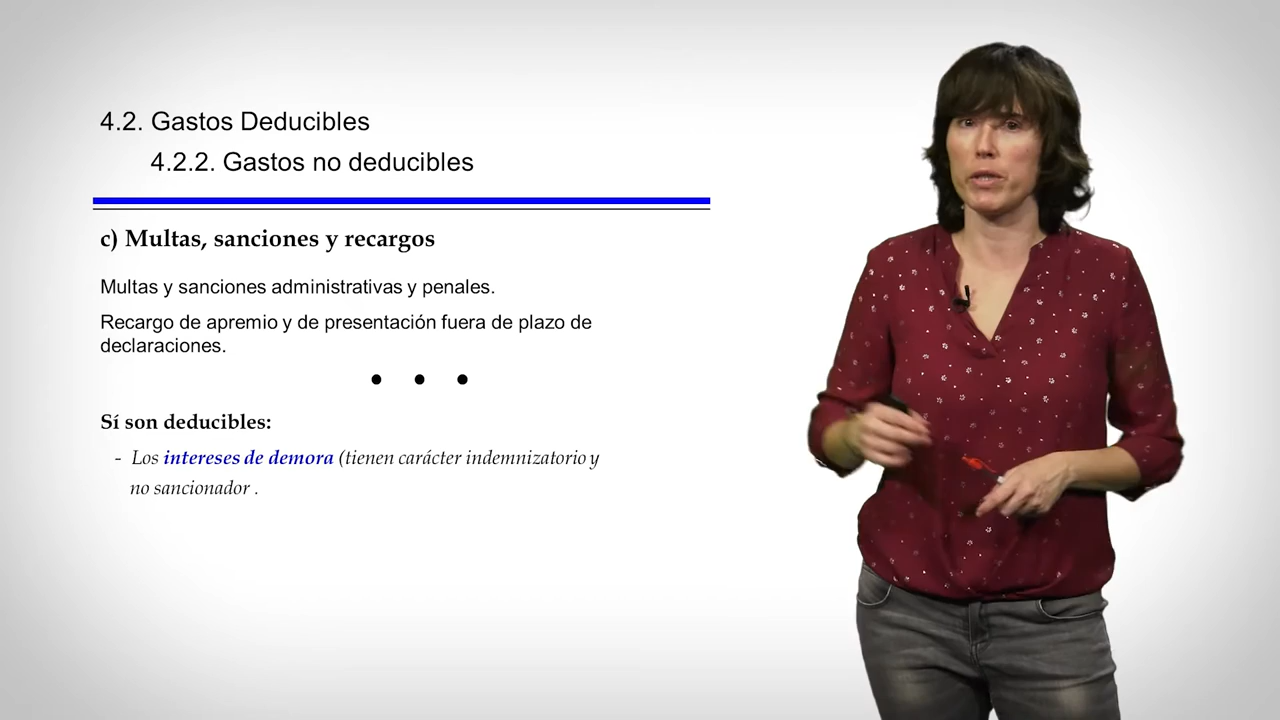 4.2. Gastos Deducibles
4.2.2. Gastos no deducibles
c) Multas, sanciones y recargos
Multas y sanciones administrativas y penales.
Recargo de apremio y de presentación fuera de plazo de
declaraciones.
• • •
Sí son deducibles:
- Los intereses de demora (tienen carácter indemnizatorio y
no sancionador .